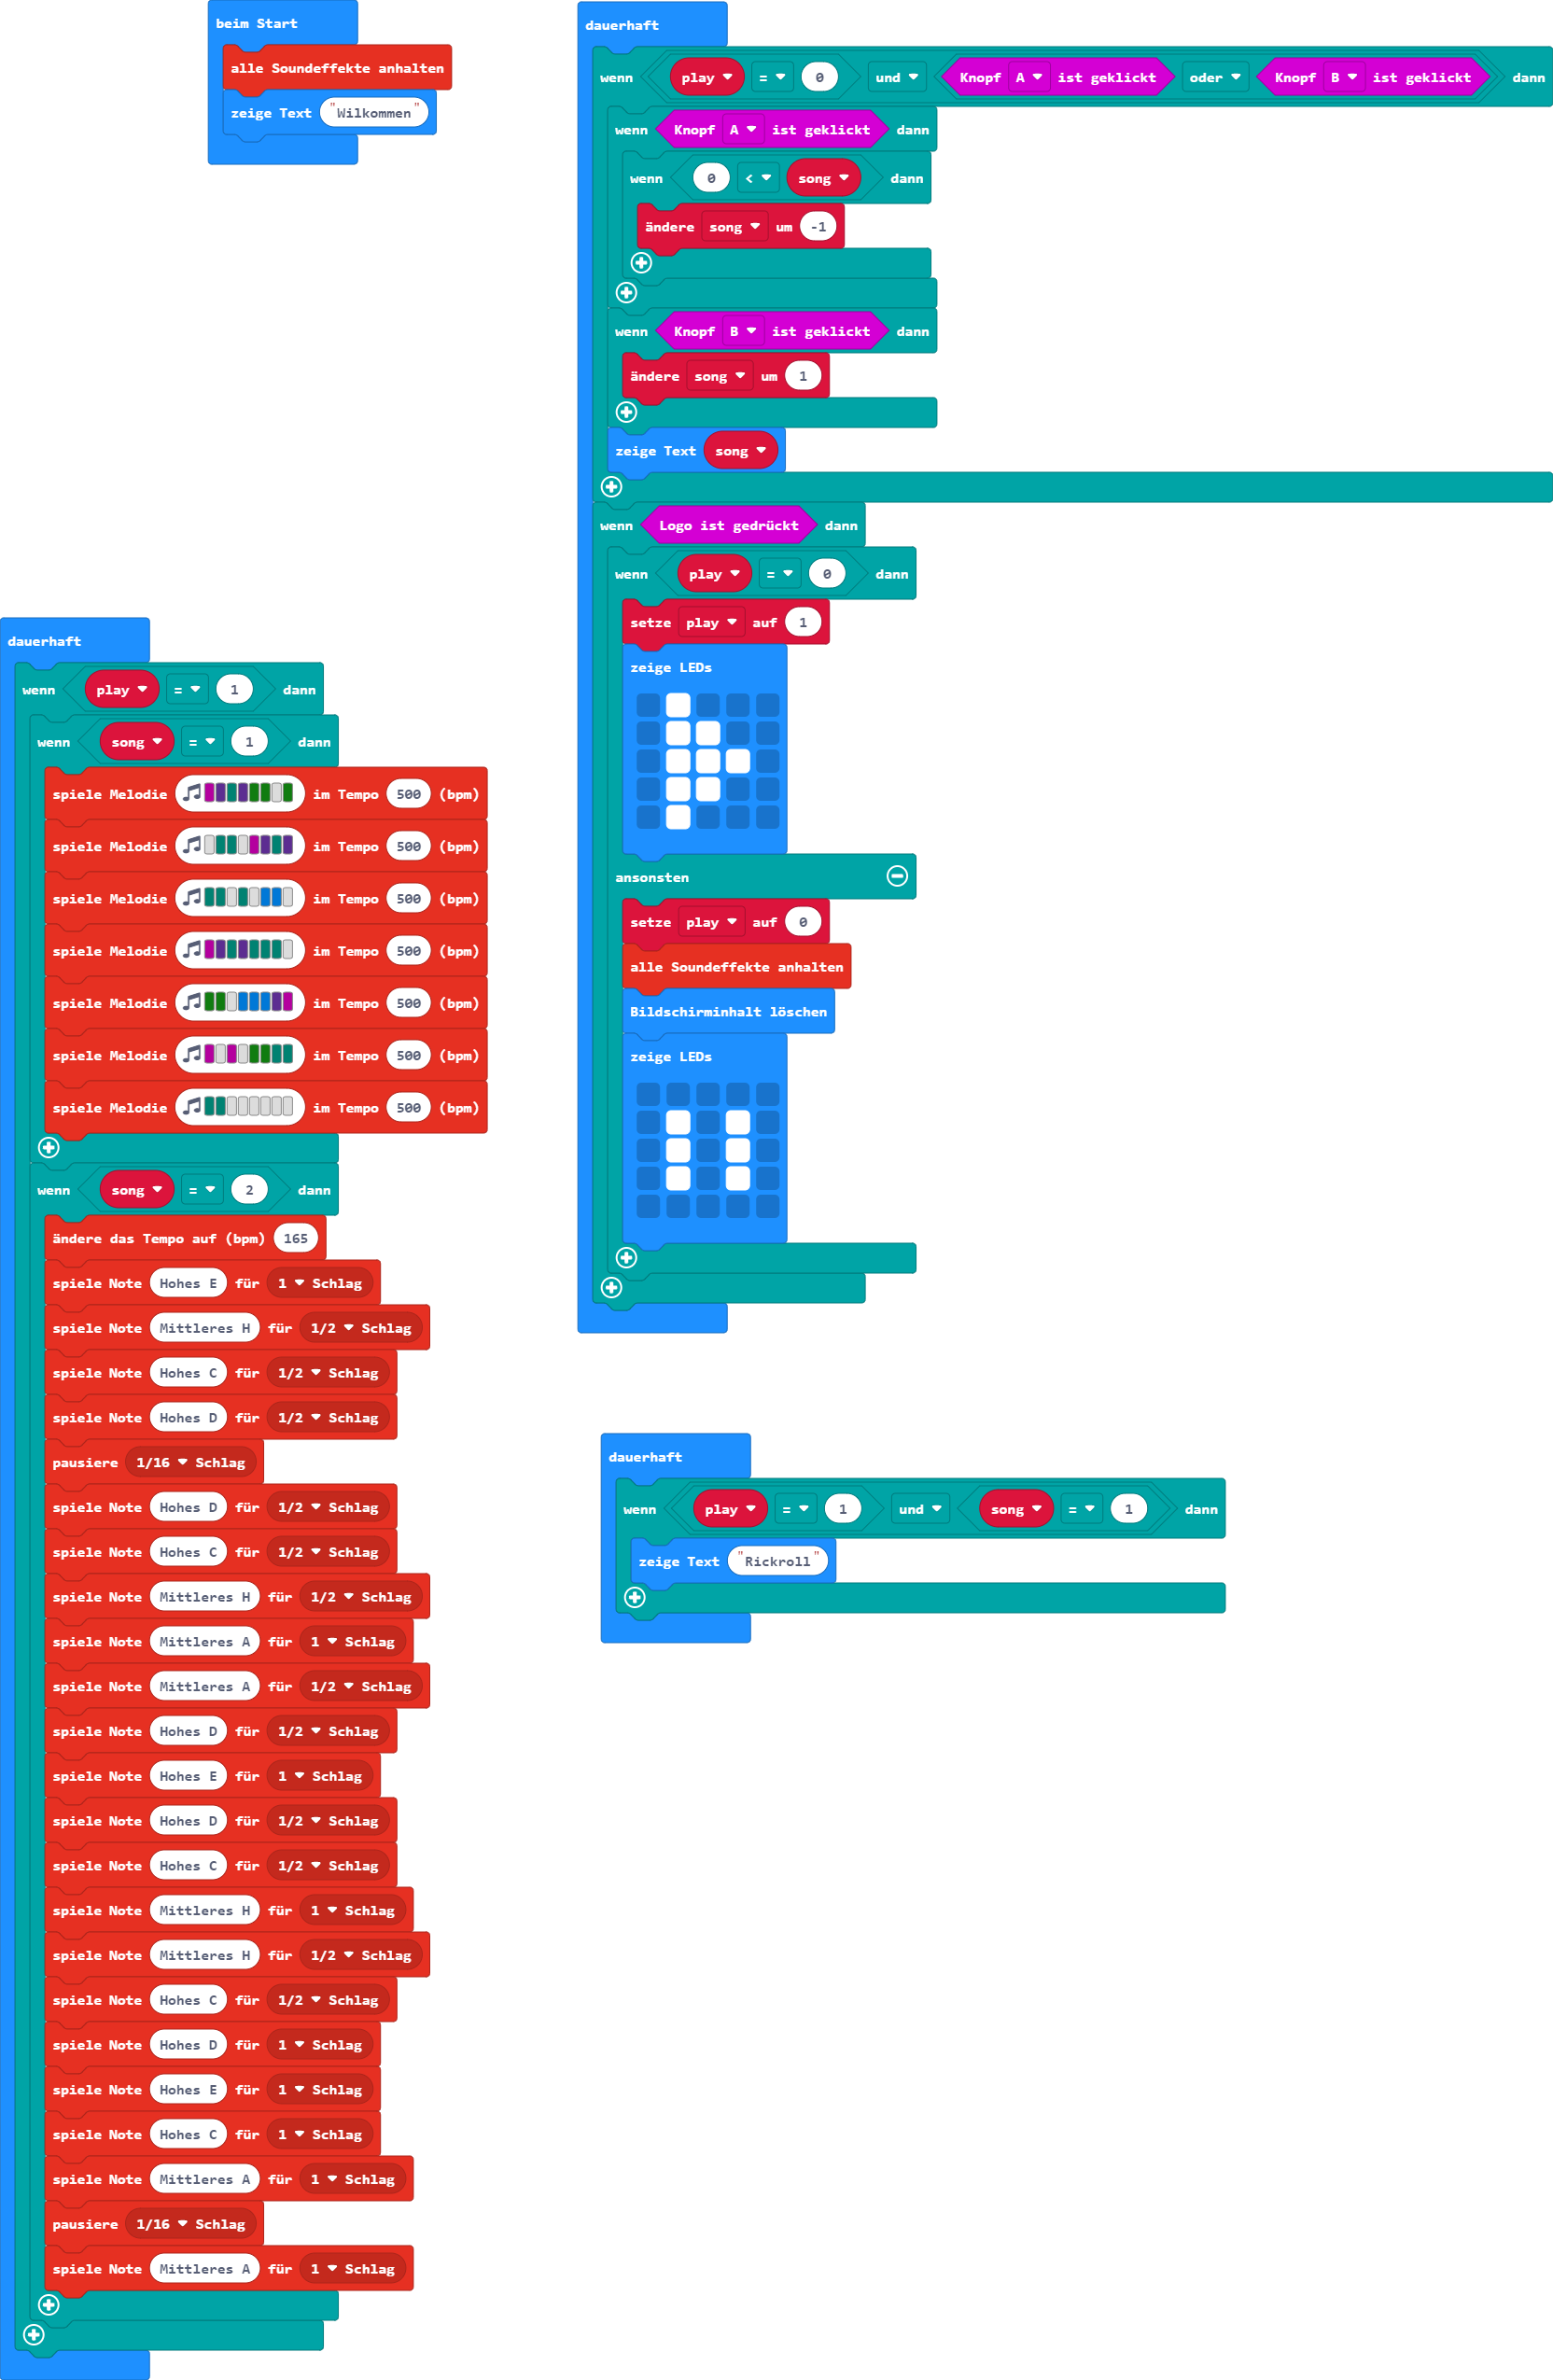 beim Start
alle Soundeffekte anhalten
zeige Text "Wilkommen"
dauerhaft
wenn play = 0 und Knopf A ist geklickt oder Knopf B ist geklickt dann
wenn Knopf A ist geklickt dann
wenn 0 < song dann
ändere song um -1
wenn Knopf B ist geklickt dann
ändere song um 1
zeige Text song
wenn Logo ist gedrückt dann
wenn play = 0 dann
setze play auf 1
zeige LEDs
ansonsten
setze play auf 0
alle Soundeffekte anhalten
Bildschirminhalt löschen
zeige LEDs
dauerhaft
wenn play = 1 dann
wenn song = 1 dann
spiele Melodie im Tempo 500 (bpm)
spiele Melodie im Tempo 500 (bpm)
spiele Melodie im Tempo 500 (bpm)
spiele Melodie im Tempo 500 (bpm)
spiele Melodie im Tempo 500 (bpm)
spiele Melodie im Tempo 500 (bpm)
spiele Melodie im Tempo 500 (bpm)
wenn song = 2 dann
ändere das Tempo auf (bpm) 165
spiele Note Hohes E für 1 Schlag
spiele Note Mittleres H für 1/2 Schlag
spiele Note Hohes C für 1/2 Schlag
spiele Note Hohes D für 1/2 Schlag
pausiere 1/16 Schlag
spiele Note Hohes D für 1/2 Schlag
spiele Note Hohes C für 1/2 Schlag
spiele Note Mittleres H für 1/2 Schlag
spiele Note Mittleres A für 1 Schlag
spiele Note Mittleres A für 1/2 Schlag
spiele Note Hohes D für 1/2 Schlag
spiele Note Hohes E für 1 Schlag
spiele Note Hohes D für 1/2 Schlag
spiele Note Hohes C für 1/2 Schlag
spiele Note Mittleres H für 1 Schlag
spiele Note Mittleres H für 1/2 Schlag
spiele Note Hohes C für 1/2 Schlag
spiele Note Hohes D für 1 Schlag
spiele Note Hohes E für 1 Schlag
spiele Note Hohes C für 1 Schlag
spiele Note Mittleres A für 1 Schlag
pausiere 1/16 Schlag
spiele Note Mittleres A für 1 Schlag
dauerhaft
wenn play = 1 und song = 1 dann
zeige Text "Rickroll"